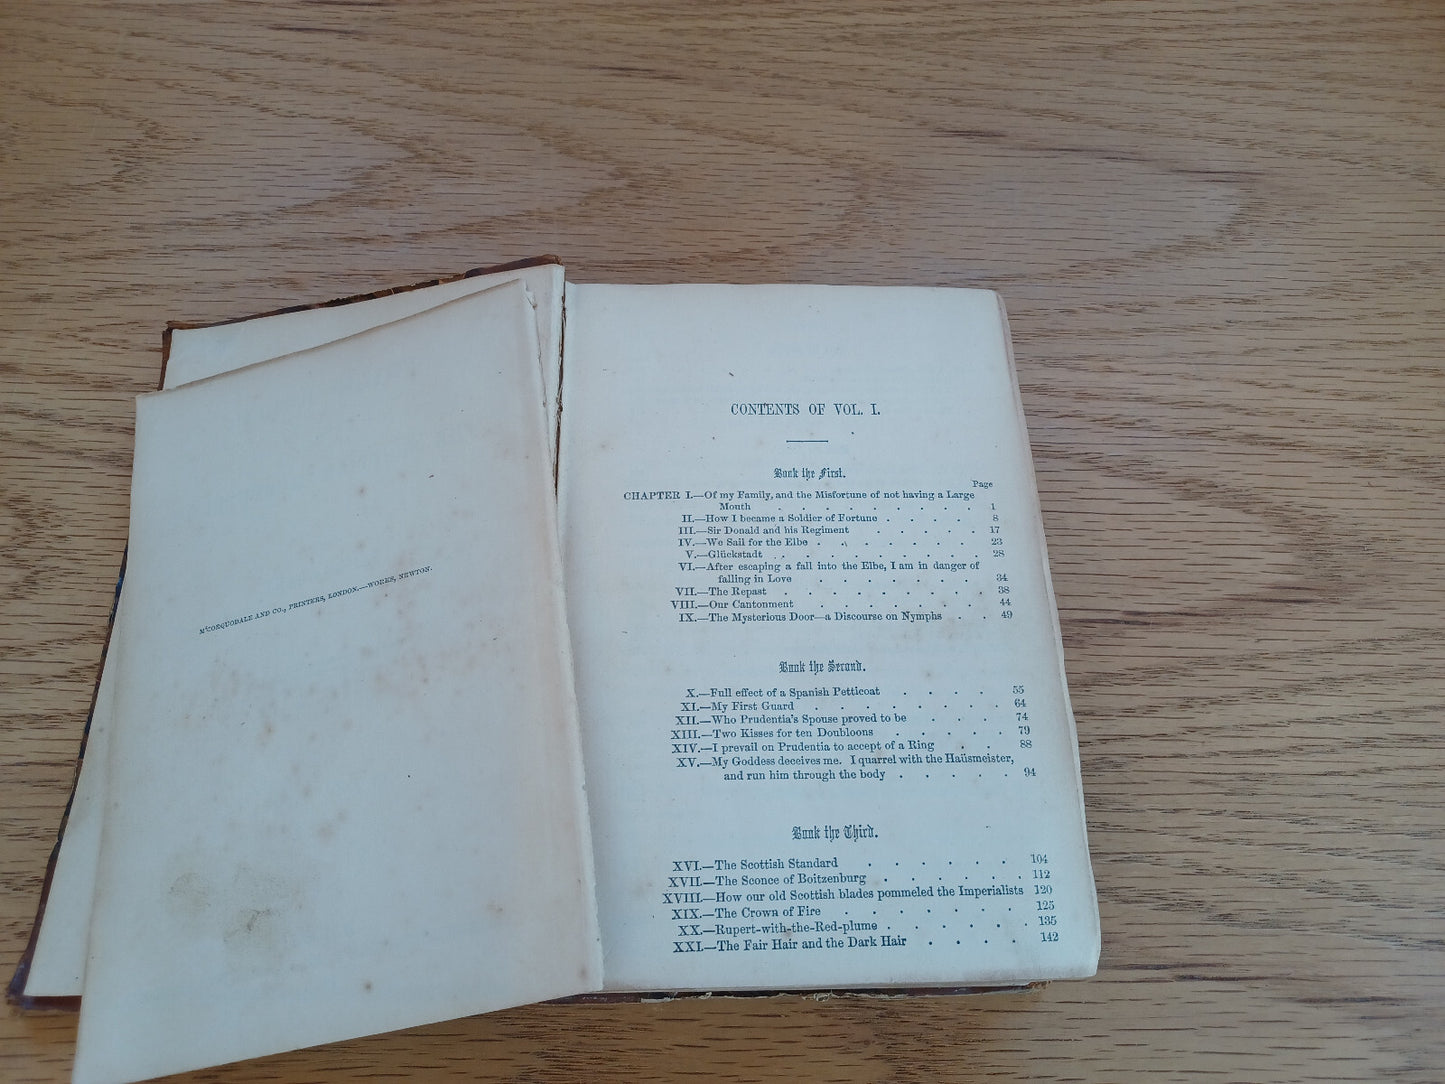 M'CORQUODALE AND CO., PRINTERS, LONDON.—WORKS, NEWTON.
CONTENTS OF VOL. I.
Book the First.
Page
CHAPTER I.—Of my Family, and the Misfortune of not having a Large
Mouth . . . . . . . . . 1
II.—How I became a Soldier of Fortune . . . . . 8
III.—Sir Donald and his Regiment . . . . . 17
IV.—We Sail for the Elbe . . . . . . . 23
V.—Glückstadt . . . . . . . . . . 28
VI.—After escaping a fall into the Elbe, I am in danger of
falling in Love . . . . . . . 34
VII.—The Repast . . . . . . . . . 38
VIII.—Our Cantonment . . . . . . . 44
IX.—The Mysterious Door—a Discourse on Nymphs . . 49
Book the Second.
X.—Full effect of a Spanish Petticoat . . . . 55
XI.—My First Guard . . . . . . . . 64
XII.—Who Prudentia's Spouse proved to be . . . 74
XIII.—Two Kisses for ten Doubloons . . . . . 79
XIV.—I prevail on Prudentia to accept of a Ring . . 88
XV.—My Goddess deceives me. I quarrel with the Haüsmeister,
and run him through the body . . . . . 94
Book the Third.
XVI.—The Scottish Standard . . . . . . 104
XVII.—The Sconce of Boitzenburg . . . . . . 112
XVIII.—How our old Scottish blades pommeled the Imperialists 120
XIX.—The Crown of Fire . . . . . . 125
XX.—Rupert-with-the-Red-plume . . . . . . . 135
XXI.—The Fair Hair and the Dark Hair . . . . 142